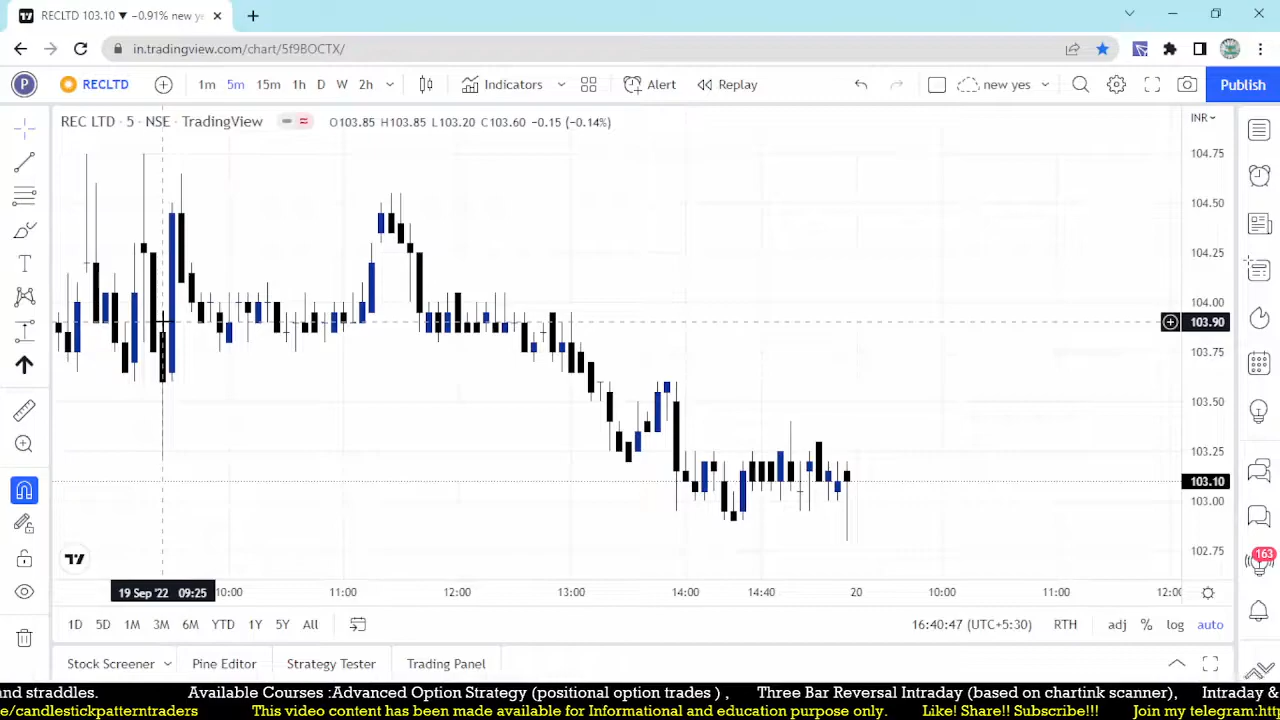 RECLTD 103.10 ▼ −0.91% new ye
in.tradingview.com/chart/5f9BOCTX/
P RECLTD 1m 5m 15m 1h D W 2h Indicators Alert Replay new yes Publish
REC LTD · 5 · NSE · TradingView O103.85 H103.85 L103.20 C103.60 -0.15 (-0.14%)
INR
104.75
104.50
104.25
104.00
103.90
103.75
103.50
103.25
103.10
103.00
102.75
163
19 Sep '22 09:25 10:00 11:00 12:00 13:00 14:00 14:40 20 10:00 11:00 12:00
1D 5D 1M 3M 6M YTD 1Y 5Y All 16:40:47 (UTC+5:30) RTH adj % log auto
Stock Screener Pine Editor Strategy Tester Trading Panel
and straddles. Available Courses :Advanced Option Strategy (positional option trades ) , Three Bar Reversal Intraday (based on chartink scanner), Intraday &
e/candlestickpatterntraders This video content has been made available for Informational and education purpose only. Like! Share!! Subscribe!!! Join my telegram:htt